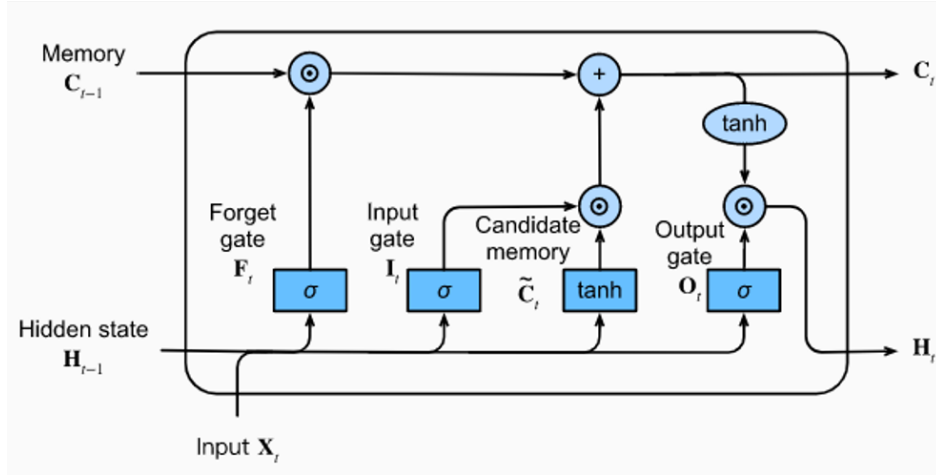 Memory
C_{t-1}
+
C_t
tanh
Forget
gate
F_t
Input
gate
I_t
Candidate
memory
C̃_t
Output
gate
O_t
σ
σ
tanh
σ
Hidden state
H_{t-1}
H_t
Input X_t